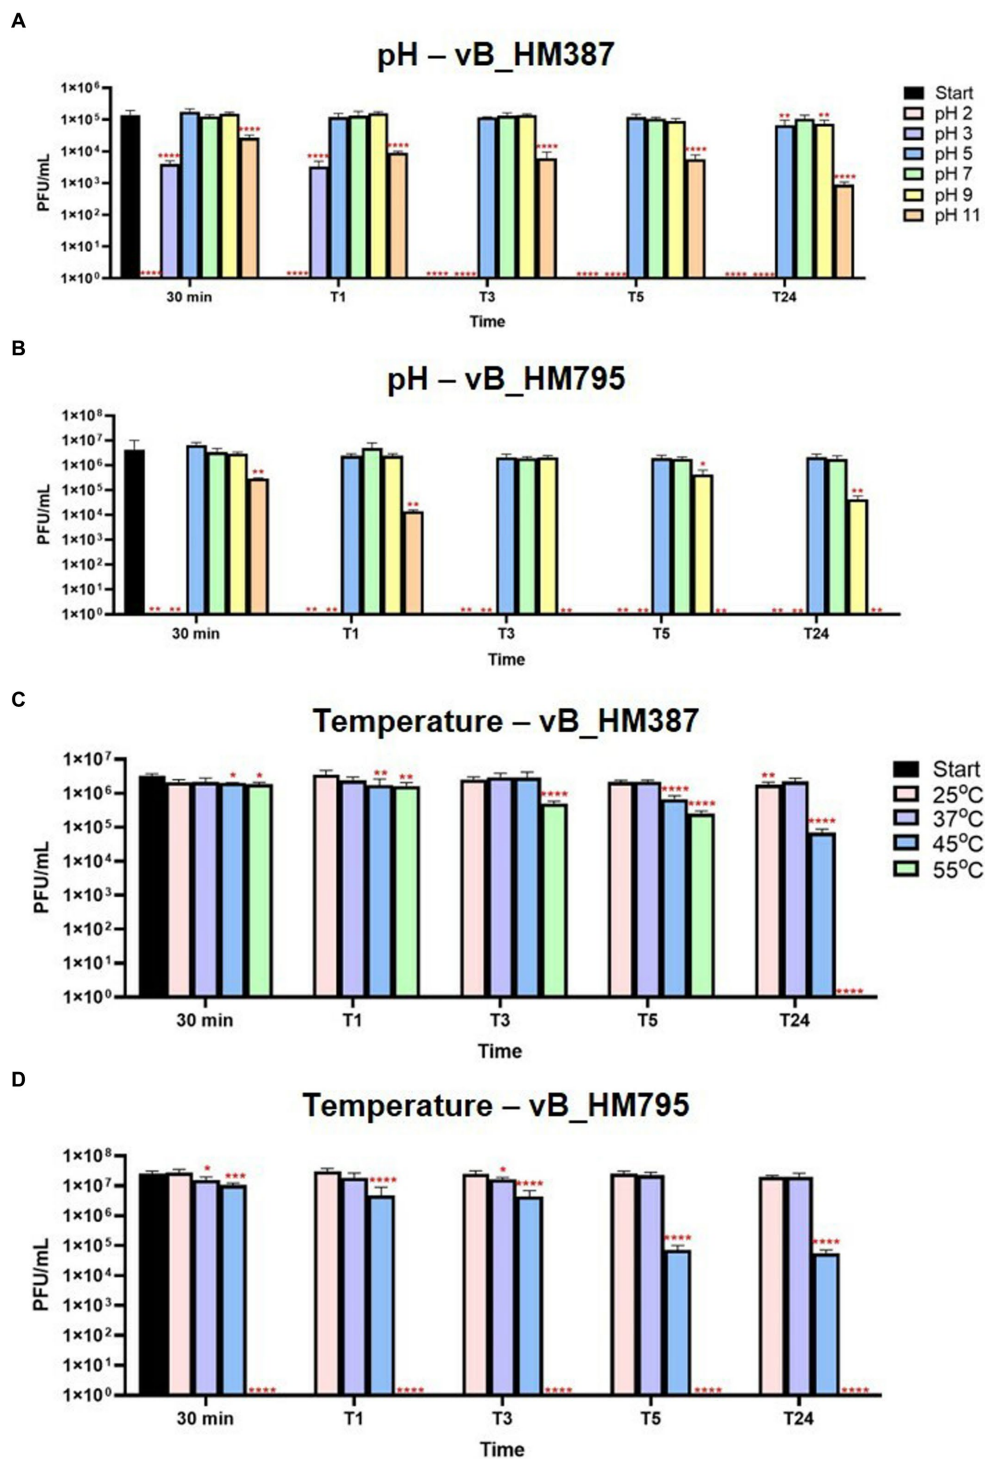 A
pH – vB_HM387
1×10⁶
1×10⁵
1×10⁴
1×10³
1×10²
1×10¹
1×10⁰
PFU/mL
**** **** **** **** **** **** **** **** **** **** **** **** ** ** **** **** ****
30 min T1 T3 T5 T24
Time
Start
pH 2
pH 3
pH 5
pH 7
pH 9
pH 11
B
pH – vB_HM795
1×10⁸
1×10⁷
1×10⁶
1×10⁵
1×10⁴
1×10³
1×10²
1×10¹
1×10⁰
PFU/mL
** ** ** ** ** ** ** ** ** ** ** * ** ** ** ** **
30 min T1 T3 T5 T24
Time
C
Temperature – vB_HM387
1×10⁷
1×10⁶
1×10⁵
1×10⁴
1×10³
1×10²
1×10¹
1×10⁰
PFU/mL
* * ** ** **** **** **** ** **** ****
30 min T1 T3 T5 T24
Time
Start
25°C
37°C
45°C
55°C
D
Temperature – vB_HM795
1×10⁸
1×10⁷
1×10⁶
1×10⁵
1×10⁴
1×10³
1×10²
1×10¹
1×10⁰
PFU/mL
* *** **** **** **** * **** **** **** **** **** ****
30 min T1 T3 T5 T24
Time